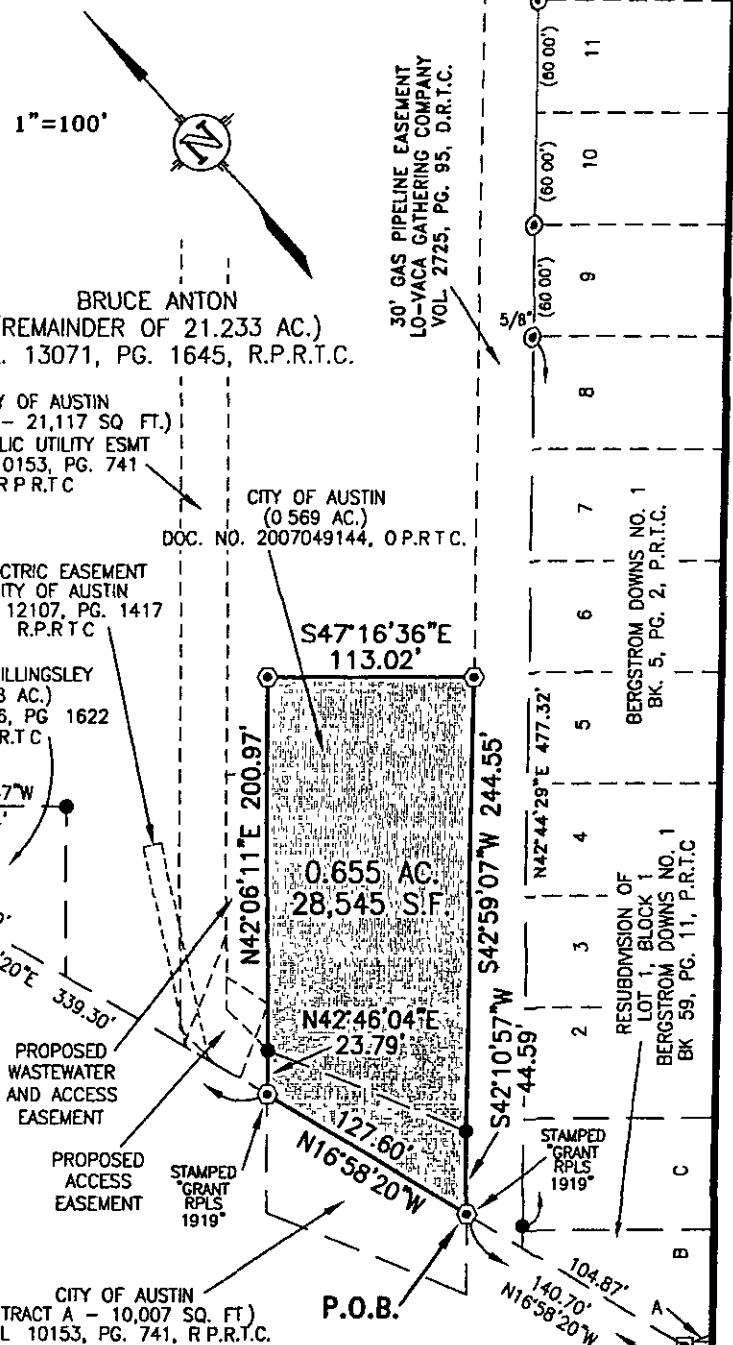 1"=100'
N
30' GAS PIPELINE EASEMENT
LO-VACA GATHERING COMPANY
VOL. 2725, PG. 95, D.R.T.C.
(60 00')
11
(60 00')
10
(60 00')
9
5/8"
8
7
6
5
4
3
2
C
B
BRUCE ANTON
(REMAINDER OF 21.233 AC.)
. 13071, PG. 1645, R.P.R.T.C.
Y OF AUSTIN
- 21,117 SQ FT.)
LIC UTILITY ESMT
0153, PG. 741
R P R.T C
CITY OF AUSTIN
(0 569 AC.)
DOC. NO. 2007049144, O P.R T C.
CTRIC EASEMENT
ITY OF AUSTIN
12107, PG. 1417
R.P.R T C
ILLINGSLEY
3 AC.)
6, PG 1622
R.T C
7"W
S47°16'36"E
113.02'
N42°06'11"E 200.97'
S42°59'07"W 244.55'
0.655 AC.
28,545 S.F.
N42°44'29"E 477.32'
BERGSTROM DOWNS NO. 1
BK. 5, PG. 2, P.R.T.C.
RESUBDIVISION OF
LOT 1, BLOCK 1
BERGSTROM DOWNS NO. 1
BK 59, PG. 11, P.R.T.C
20"E 339.30'
N42°46'04"E
23.79'
S42°10'57"W
44.59'
127.60'
N16°58'20"W
PROPOSED
WASTEWATER
AND ACCESS
EASEMENT
PROPOSED
ACCESS
EASEMENT
STAMPED
"GRANT
RPLS
1919"
STAMPED
"GRANT
RPLS
1919"
CITY OF AUSTIN
TRACT A - 10,007 SQ. FT)
L 10153, PG. 741, R P.R.T.C.
P.O.B.
104.87'
140.70'
N16°58'20"W
A